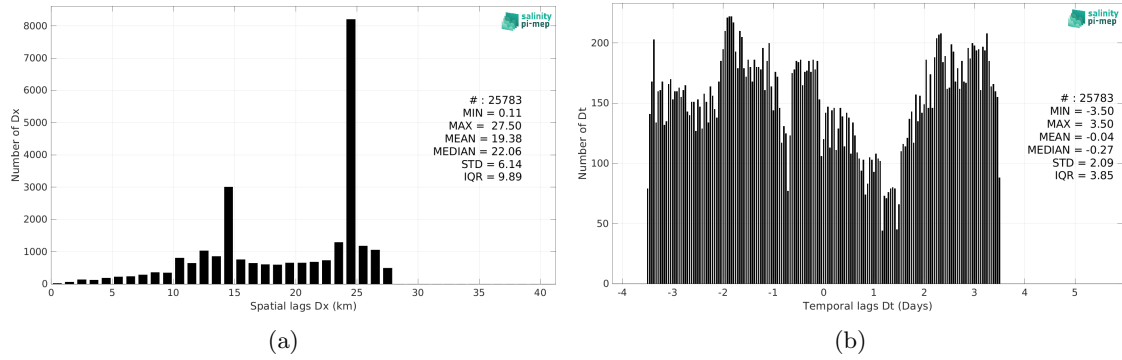 salinity
pi-mep
8000
7000
6000
5000
4000
3000
2000
1000
0
Number of Dx
# : 25783
MIN = 0.11
MAX = 27.50
MEAN = 19.38
MEDIAN = 22.06
STD = 6.14
IQR = 9.89
0 5 10 15 20 25 30 35 40
Spatial lags Dx (km)
(a)
salinity
pi-mep
200
150
100
50
0
Number of Dt
# : 25783
MIN = -3.50
MAX = 3.50
MEAN = -0.04
MEDIAN = -0.27
STD = 2.09
IQR = 3.85
-4 -3 -2 -1 0 1 2 3 4 5
Temporal lags Dt (Days)
(b)